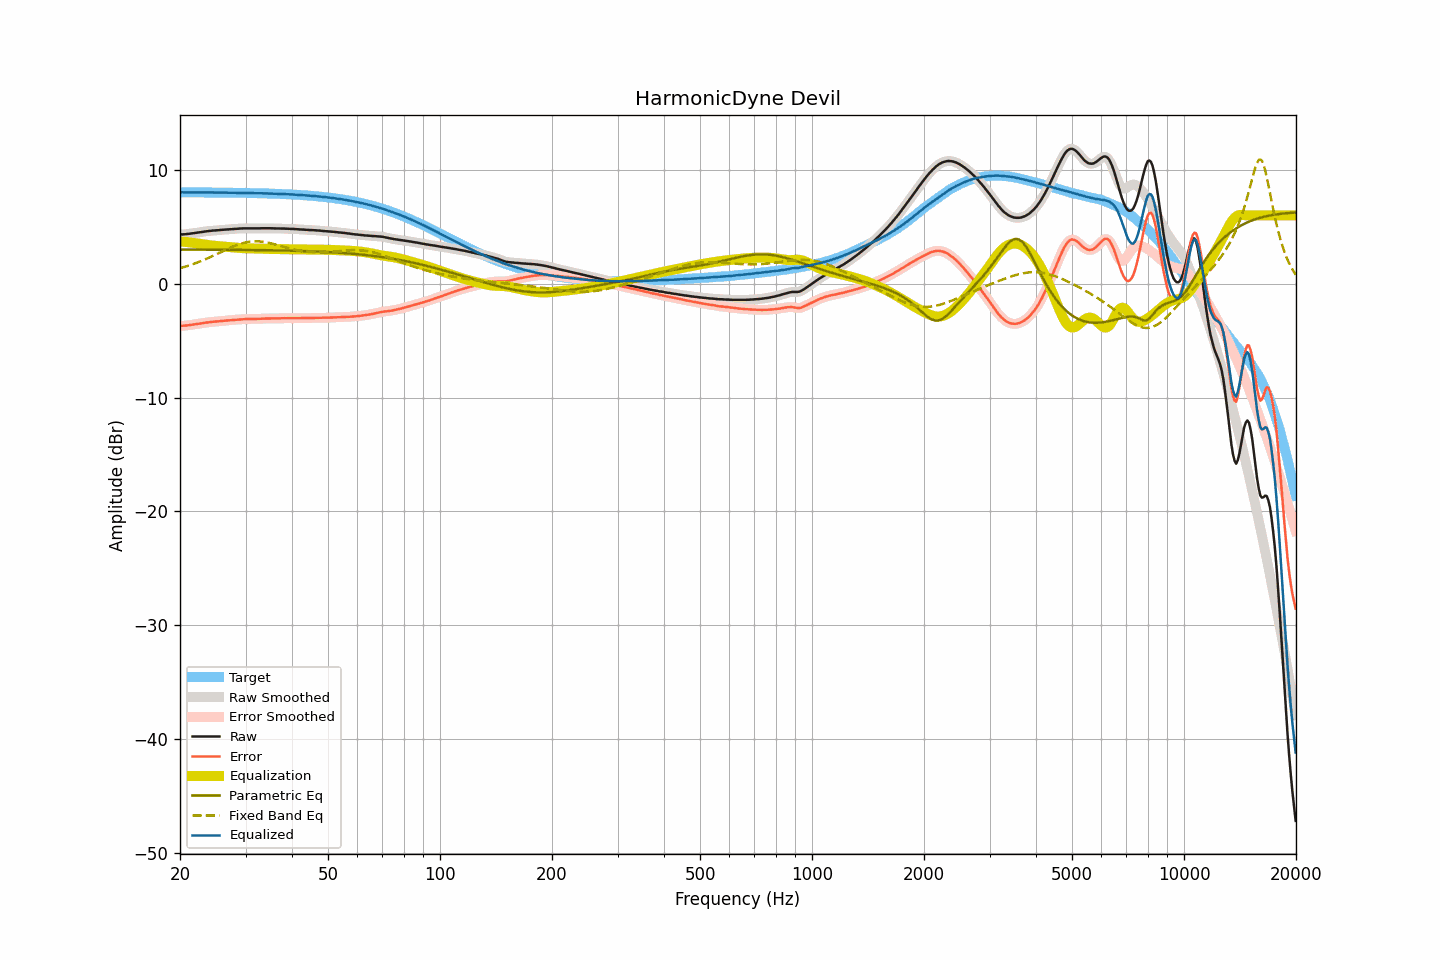 HarmonicDyne Devil
10
0
−10
−20
−30
−40
−50
Amplitude (dBr)
Target
Raw Smoothed
Error Smoothed
Raw
Error
Equalization
Parametric Eq
Fixed Band Eq
Equalized
20 50 100 200 500 1000 2000 5000 10000 20000
Frequency (Hz)